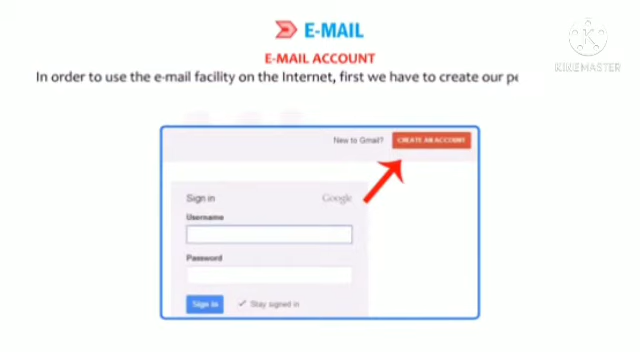 E-MAIL
E-MAIL ACCOUNT
In order to use the e-mail facility on the Internet, first we have to create our pe
K
KINEMASTER
New to Gmail? CREATE AN ACCOUNT
Sign in Google
Username
Password
Sign in Stay signed in